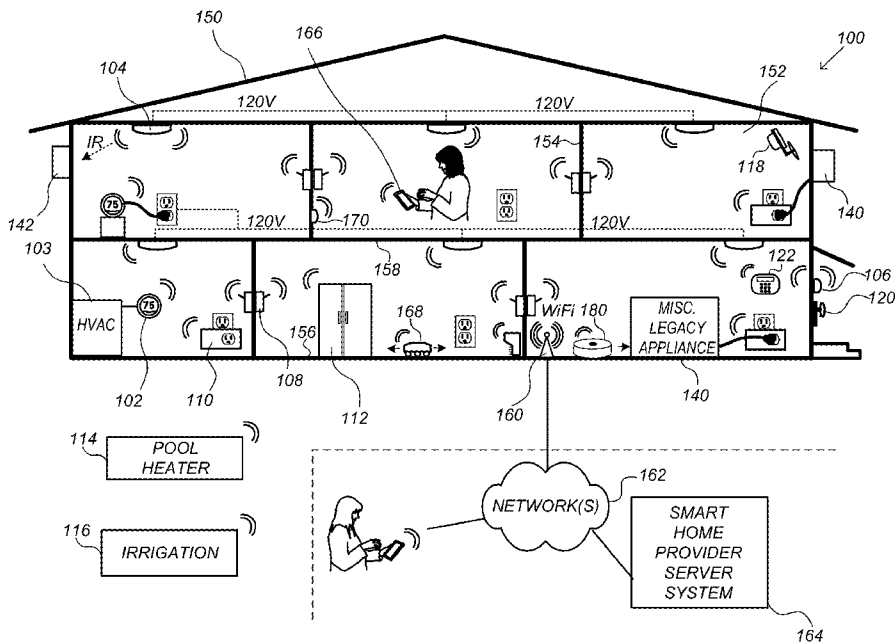 150
166
100
104
120V
120V
152
IR
154
118
75
142
170
140
120V
120V
103
158
122
106
HVAC
75
168
WiFi
180
MISC.
LEGACY
APPLIANCE
120
156
108
102
110
112
160
140
114
POOL
HEATER
162
NETWORK(S)
116
IRRIGATION
SMART
HOME
PROVIDER
SERVER
SYSTEM
164